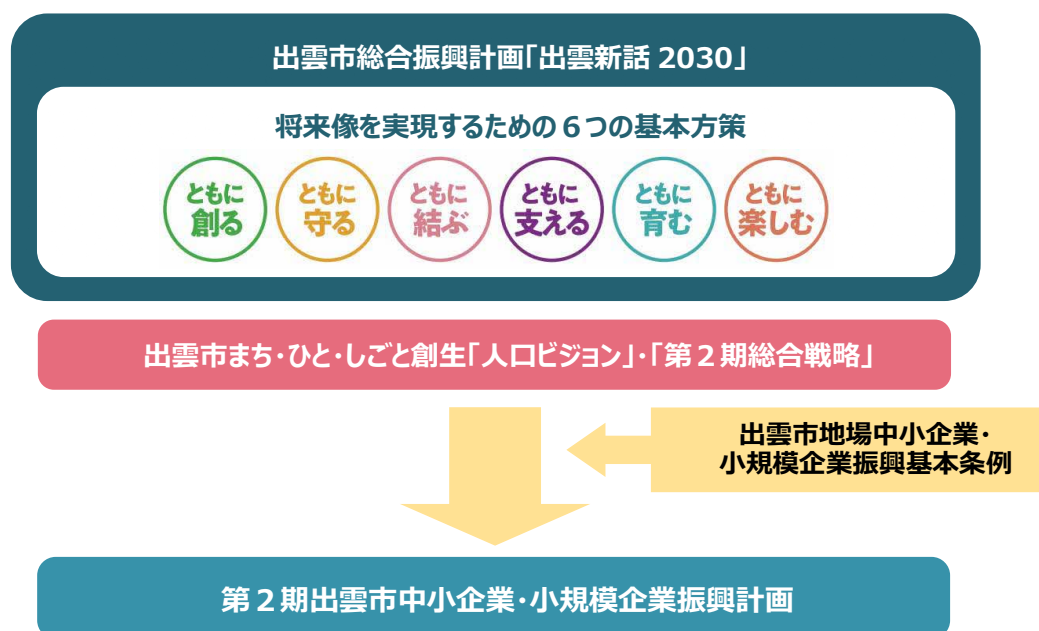 出雲市総合振興計画「出雲新話 2030」
将来像を実現するための６つの基本方策
ともに
創る
ともに
守る
ともに
結ぶ
ともに
支える
ともに
育む
ともに
楽しむ
出雲市まち・ひと・しごと創生「人口ビジョン」・「第２期総合戦略」
出雲市地場中小企業・
小規模企業振興基本条例
第２期出雲市中小企業・小規模企業振興計画